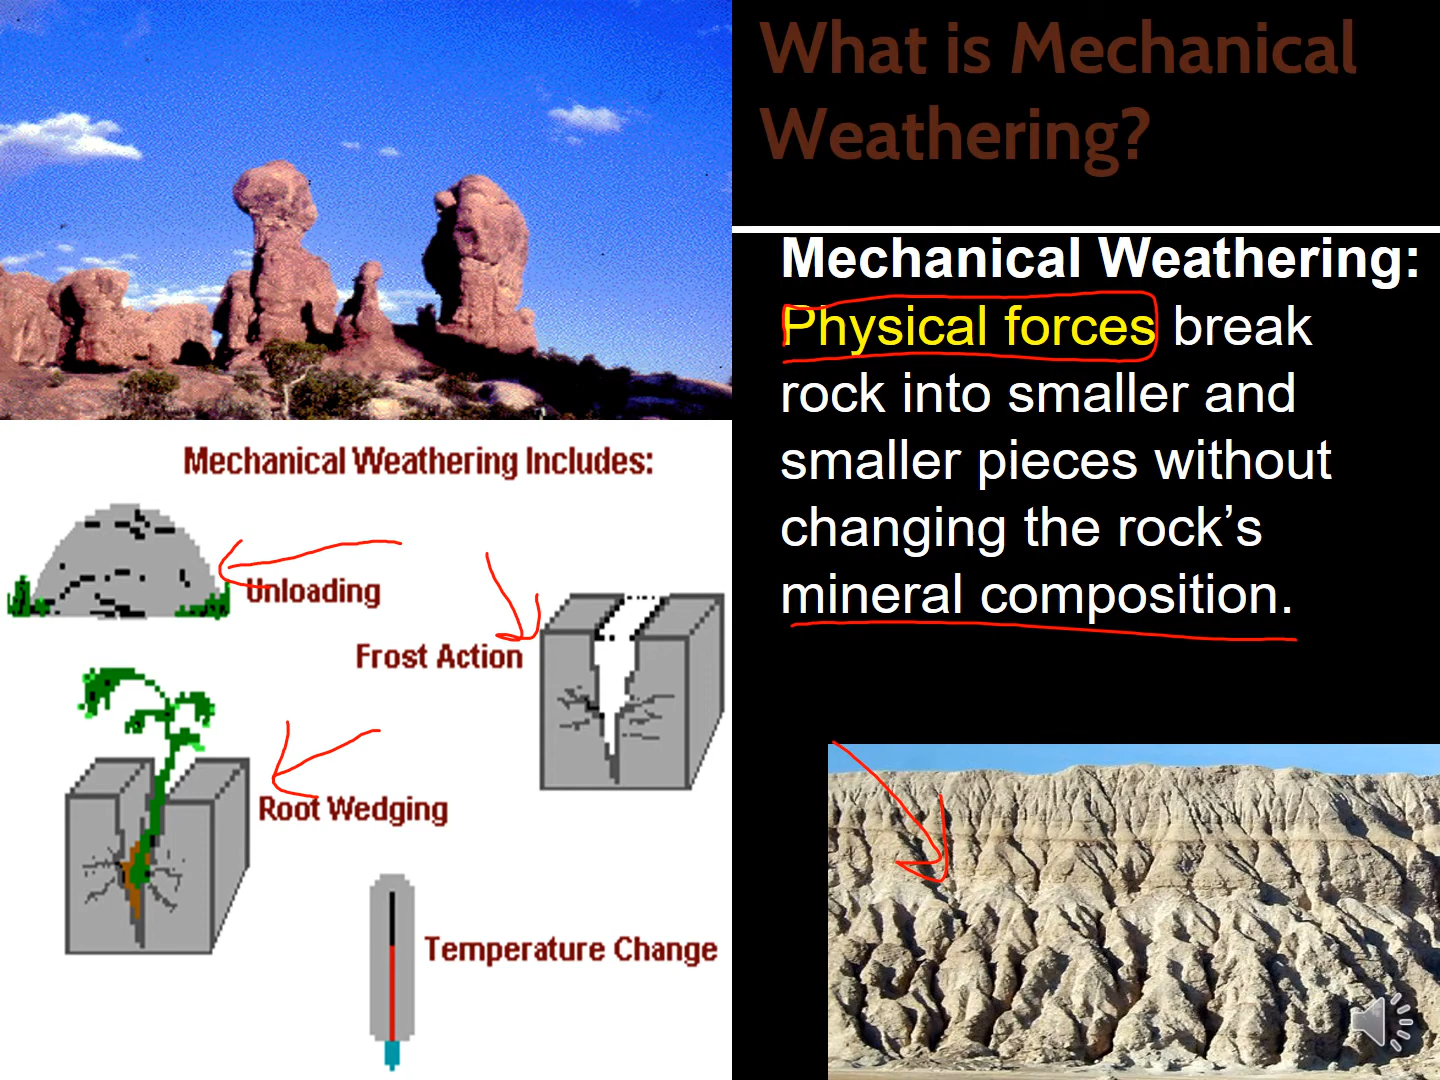 What is Mechanical
Weathering?
Mechanical Weathering:
Physical forces break
rock into smaller and
smaller pieces without
changing the rock’s
mineral composition.
Mechanical Weathering Includes:
Unloading
Frost Action
Root Wedging
Temperature Change